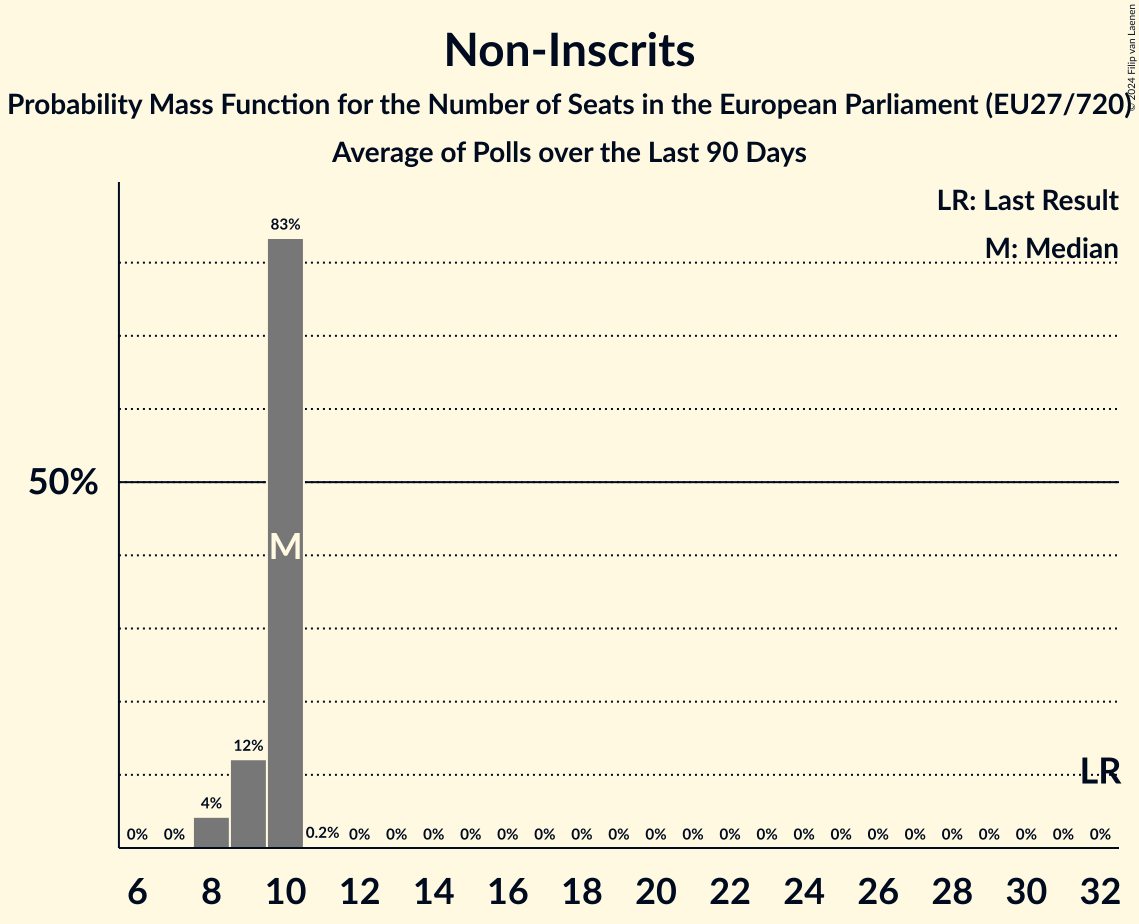 Non-Inscrits
Probability Mass Function for the Number of Seats in the European Parliament (EU27/720)
Average of Polls over the Last 90 Days
© 2024 Filip van Laenen
LR: Last Result
M: Median
83%
50%
M
12%
LR
4%
0% 0% 0.2% 0% 0% 0% 0% 0% 0% 0% 0% 0% 0% 0% 0% 0% 0% 0% 0% 0% 0% 0% 0% 0%
6 8 10 12 14 16 18 20 22 24 26 28 30 32